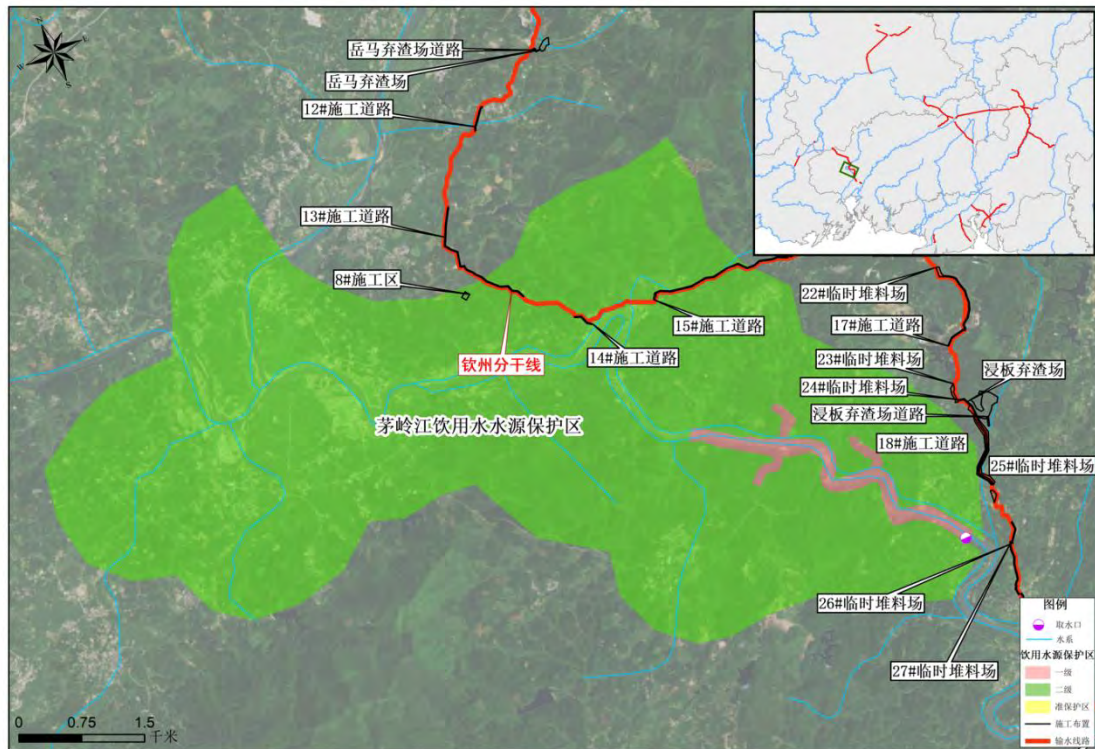 N
E
W
S
岳马弃渣场道路
岳马弃渣场
12#施工道路
13#施工道路
8#施工区
钦州分干线
14#施工道路
15#施工道路
22#临时堆料场
17#施工道路
23#临时堆料场
24#临时堆料场
浸板弃渣场
浸板弃渣场道路
18#施工道路
25#临时堆料场
茅岭江饮用水水源保护区
26#临时堆料场
27#临时堆料场
图例
取水口
水系
饮用水源保护区
一级
二级
准保护区
施工布置
输水线路
0 0.75 1.5
千米